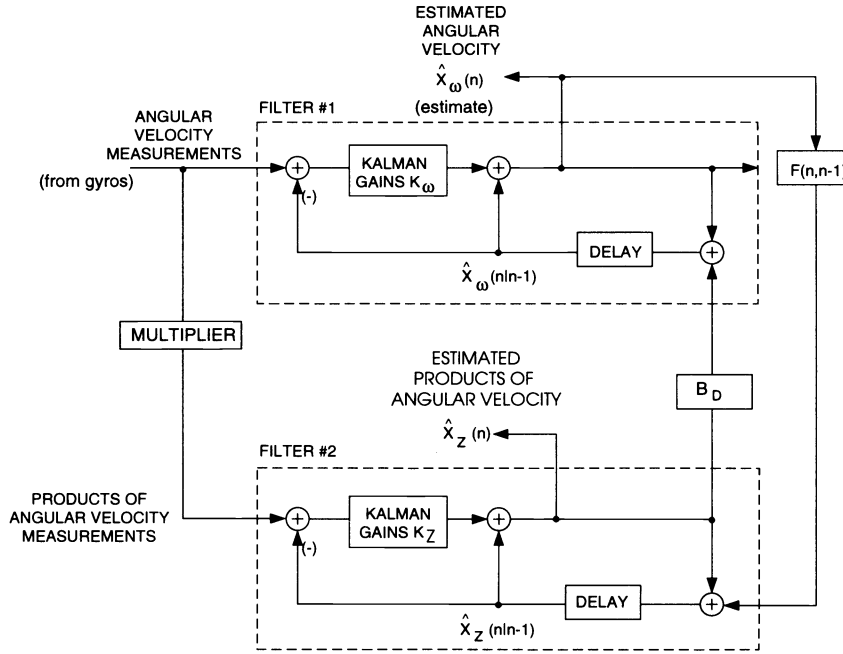 ESTIMATED
ANGULAR
VELOCITY
X̂ω(n)
(estimate)
FILTER #1
ANGULAR
VELOCITY
MEASUREMENTS
(from gyros)
+
(-)
KALMAN
GAINS Kω
+
F(n,n-1)
DELAY
+
X̂ω(n|n-1)
MULTIPLIER
ESTIMATED
PRODUCTS OF
ANGULAR VELOCITY
X̂Z(n)
BD
FILTER #2
PRODUCTS OF
ANGULAR VELOCITY
MEASUREMENTS
+
(-)
KALMAN
GAINS KZ
+
DELAY
+
X̂Z(n|n-1)